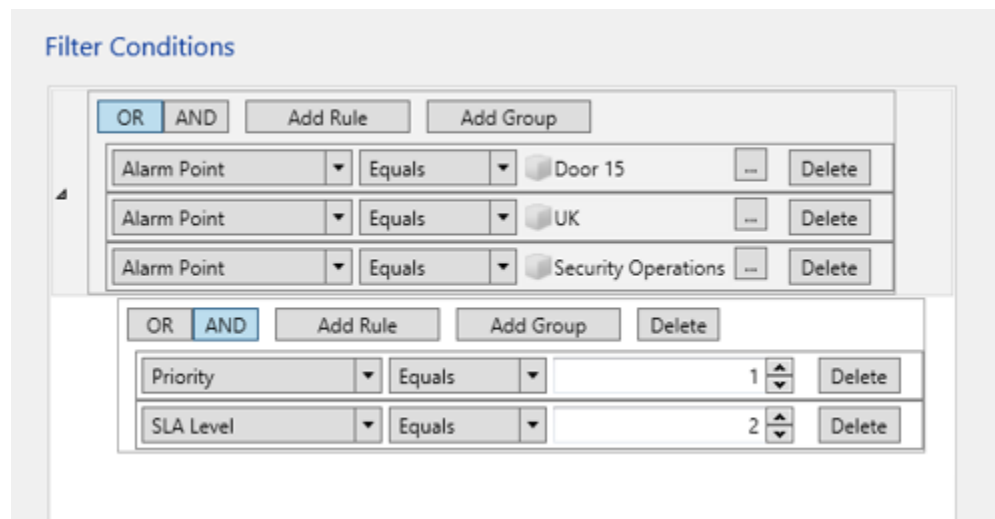 Filter Conditions
OR AND Add Rule Add Group
Alarm Point Equals Door 15 ... Delete
Alarm Point Equals UK ... Delete
Alarm Point Equals Security Operations ... Delete
OR AND Add Rule Add Group Delete
Priority Equals 1 Delete
SLA Level Equals 2 Delete